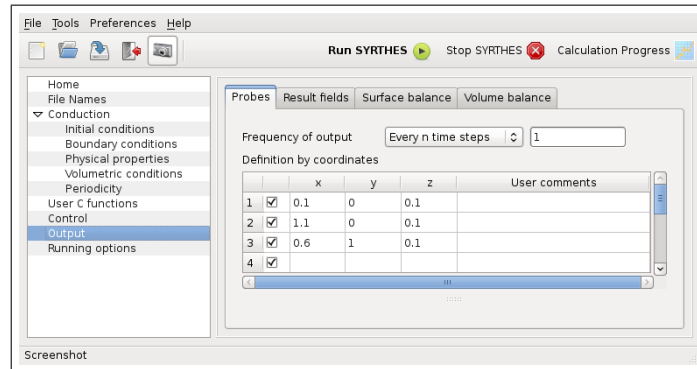 File Tools Preferences Help
Run SYRTHES Stop SYRTHES Calculation Progress
Home
File Names
Conduction
Initial conditions
Boundary conditions
Physical properties
Volumetric conditions
Periodicity
User C functions
Control
Output
Running options
Probes Result fields Surface balance Volume balance
Frequency of output Every n time steps 1
Definition by coordinates
x y z User comments
1 0.1 0 0.1
2 1.1 0 0.1
3 0.6 1 0.1
4
Screenshot